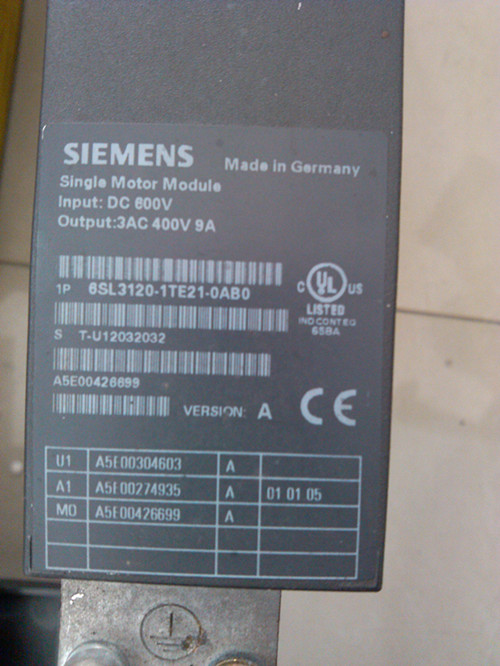 SIEMENS Made in Germany
Single Motor Module
Input: DC 600V
Output:3AC 400V 9A
1P 6SL3120-1TE21-0AB0
C UL US
LISTED
IND CONT EQ
65BA
S T-U12032032
A5E00426699
VERSION: A CE
U1 A5E00304603 A
A1 A5E00274935 A 01 01 05
M0 A5E00426699 A